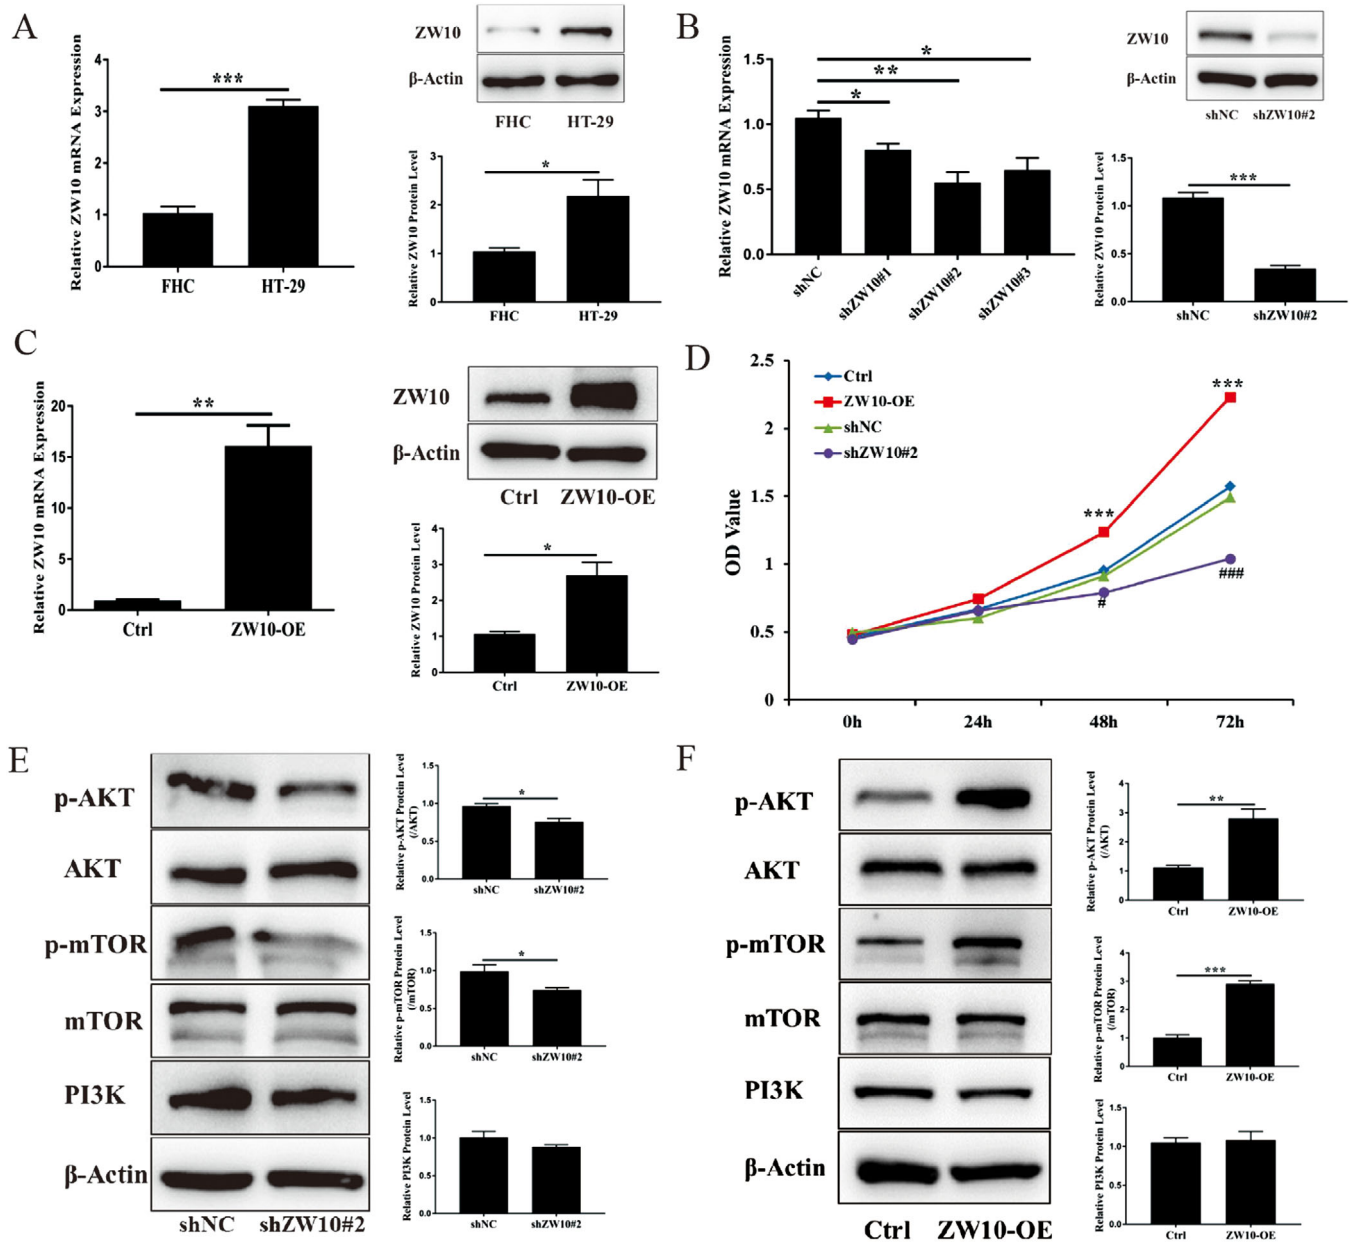 A
Relative ZW10 mRNA Expression
4
3
2
1
0
***
FHC
HT-29
ZW10
β-Actin
FHC
HT-29
Relative ZW10 Protein Level
3
2
1
0
*
FHC
HT-29
B
Relative ZW10 mRNA Expression
1.5
1.0
0.5
0.0
*
**
*
shNC
shZW10#1
shZW10#2
shZW10#3
ZW10
β-Actin
shNC
shZW10#2
Relative ZW10 Protein Level
1.5
1.0
0.5
0.0
***
shNC
shZW10#2
C
Relative ZW10 mRNA Expression
20
15
10
5
0
**
Ctrl
ZW10-OE
ZW10
β-Actin
Ctrl
ZW10-OE
Relative ZW10 Protein Level
4
3
2
1
0
*
Ctrl
ZW10-OE
D
OD Value
2.5
2
1.5
1
0.5
0
Ctrl
ZW10-OE
shNC
shZW10#2
***
***
#
###
0h
24h
48h
72h
E
p-AKT
AKT
p-mTOR
mTOR
PI3K
β-Actin
shNC
shZW10#2
Relative p-AKT Protein Level
(/AKT)
1.5
1.0
0.5
0.0
*
shNC
shZW10#2
Relative p-mTOR Protein Level
(/mTOR)
1.5
1.0
0.5
0.0
*
shNC
shZW10#2
Relative PI3K Protein Level
1.5
1.0
0.5
0.0
shNC
shZW10#2
F
p-AKT
AKT
p-mTOR
mTOR
PI3K
β-Actin
Ctrl
ZW10-OE
Relative p-AKT Protein Level
(/AKT)
4
3
2
1
0
**
Ctrl
ZW10-OE
Relative p-mTOR Protein Level
(/mTOR)
4
3
2
1
0
***
Ctrl
ZW10-OE
Relative PI3K Protein Level
1.5
1.0
0.5
0.0
Ctrl
ZW10-OE